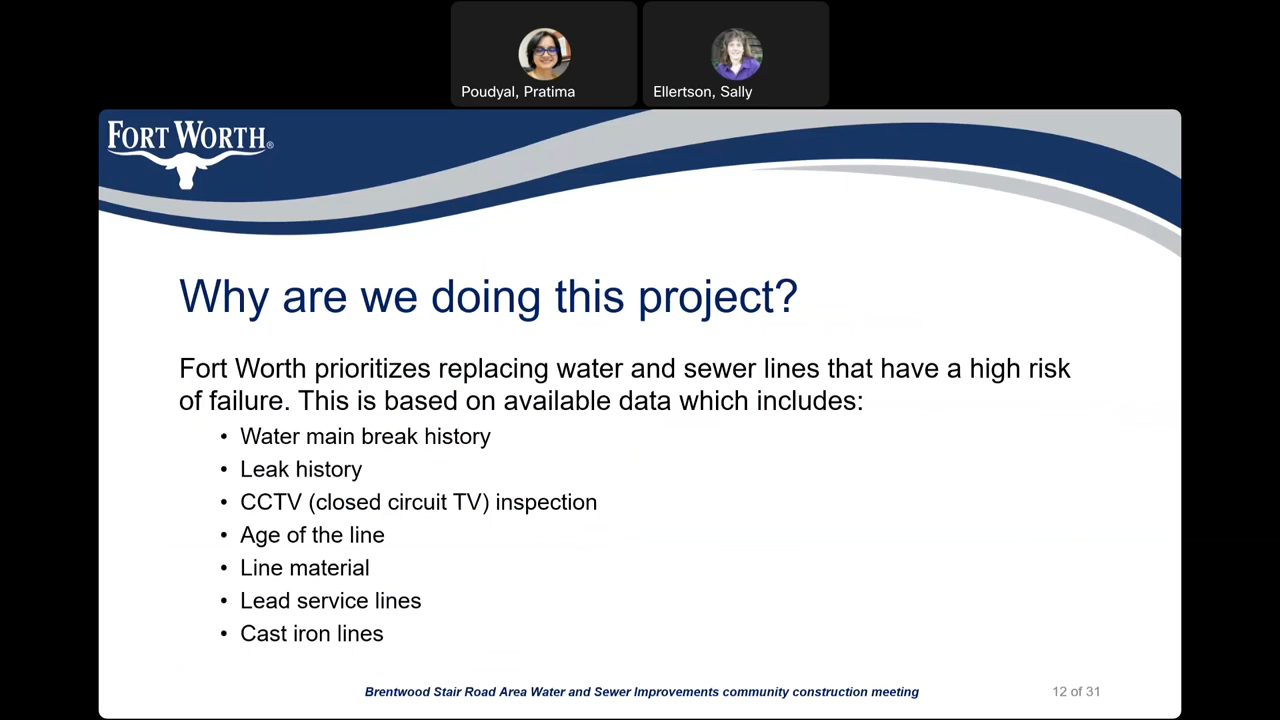 Poudyal, Pratima
Ellertson, Sally
FORT WORTH®
Why are we doing this project?
Fort Worth prioritizes replacing water and sewer lines that have a high risk
of failure. This is based on available data which includes:
• Water main break history
• Leak history
• CCTV (closed circuit TV) inspection
• Age of the line
• Line material
• Lead service lines
• Cast iron lines
Brentwood Stair Road Area Water and Sewer Improvements community construction meeting
12 of 31